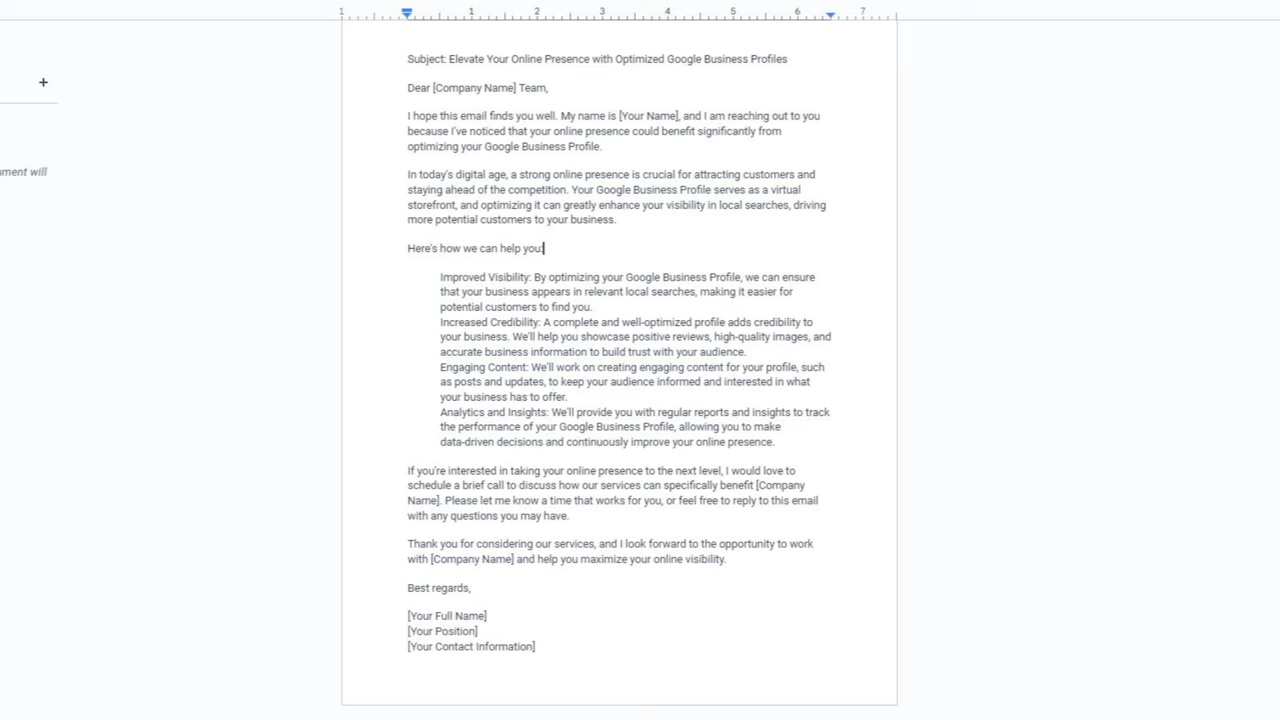 1 1 2 3 4 5 6 7
Subject: Elevate Your Online Presence with Optimized Google Business Profiles
+
Dear [Company Name] Team,
I hope this email finds you well. My name is [Your Name], and I am reaching out to you
because I've noticed that your online presence could benefit significantly from
optimizing your Google Business Profile.
ument will
In today's digital age, a strong online presence is crucial for attracting customers and
staying ahead of the competition. Your Google Business Profile serves as a virtual
storefront, and optimizing it can greatly enhance your visibility in local searches, driving
more potential customers to your business.
Here's how we can help you:
Improved Visibility: By optimizing your Google Business Profile, we can ensure
that your business appears in relevant local searches, making it easier for
potential customers to find you.
Increased Credibility: A complete and well-optimized profile adds credibility to
your business. We'll help you showcase positive reviews, high-quality images, and
accurate business information to build trust with your audience.
Engaging Content: We'll work on creating engaging content for your profile, such
as posts and updates, to keep your audience informed and interested in what
your business has to offer.
Analytics and Insights: We'll provide you with regular reports and insights to track
the performance of your Google Business Profile, allowing you to make
data-driven decisions and continuously improve your online presence.
If you're interested in taking your online presence to the next level, I would love to
schedule a brief call to discuss how our services can specifically benefit [Company
Name]. Please let me know a time that works for you, or feel free to reply to this email
with any questions you may have.
Thank you for considering our services, and I look forward to the opportunity to work
with [Company Name] and help you maximize your online visibility.
Best regards,
[Your Full Name]
[Your Position]
[Your Contact Information]